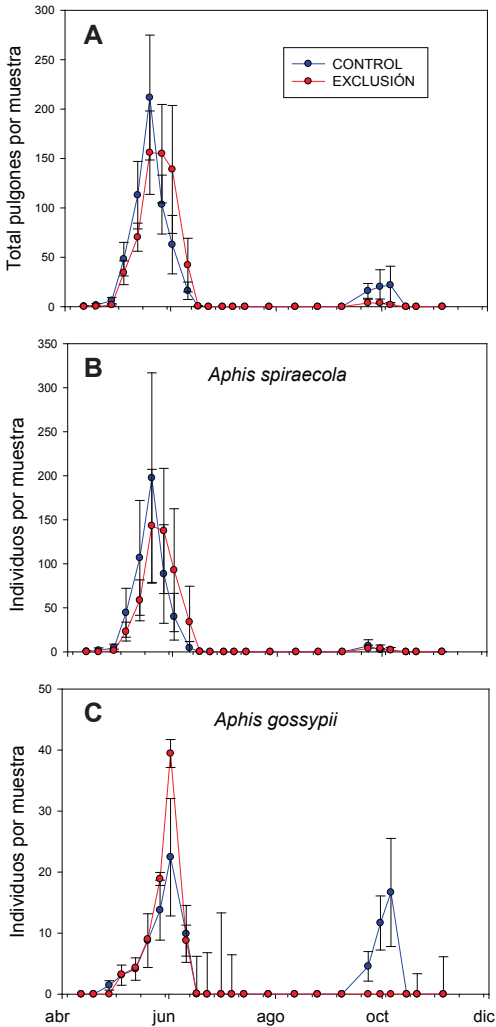 A
CONTROL
EXCLUSIÓN
Total pulgones por muestra
300
250
200
150
100
50
0
B
Aphis spiraecola
Individuos por muestra
350
300
250
200
150
100
50
0
C
Aphis gossypii
Individuos por muestra
50
40
30
20
10
0
abr jun ago oct dic